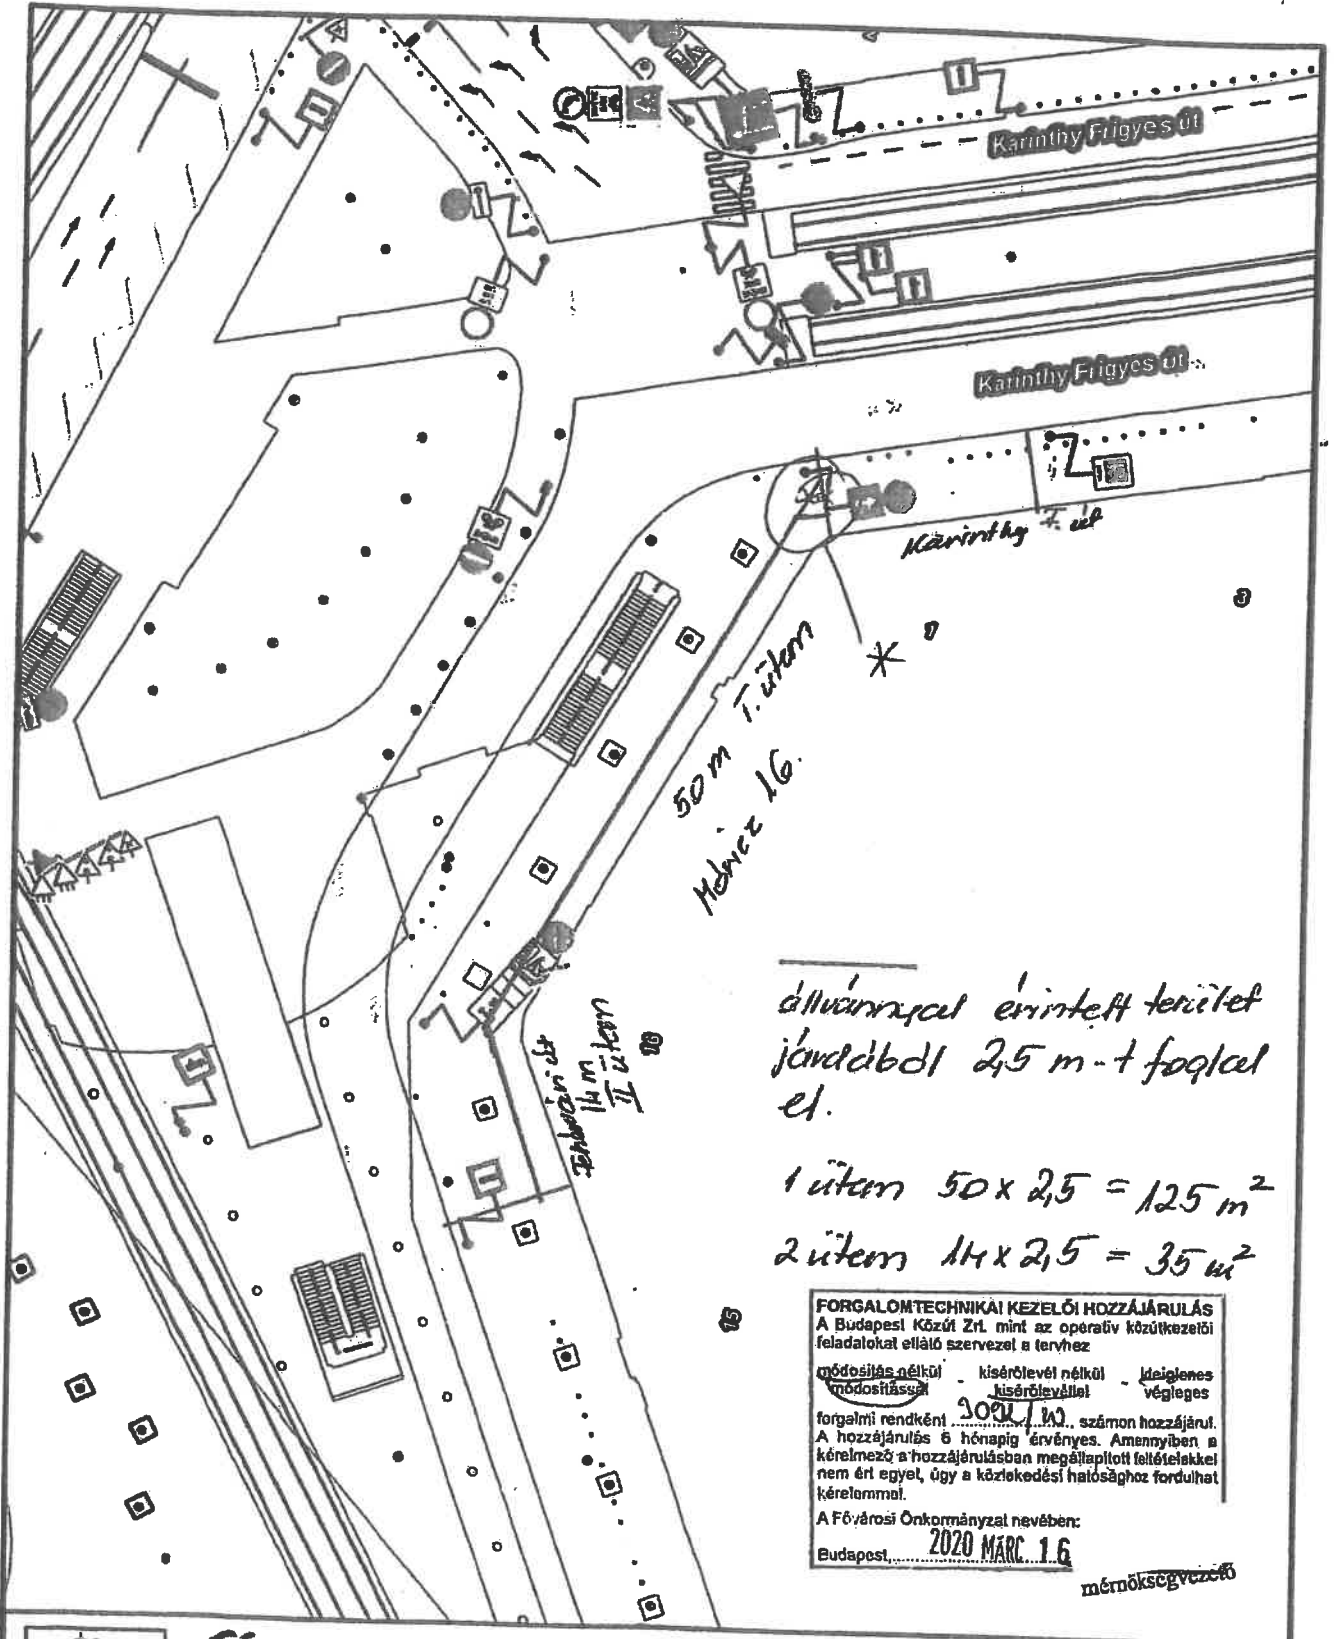 Karinthy Frigyes út
Karinthy Frigyes út
Karinthy F. út
50 m I. ütem
Móricz 16.
Fehérvári út
14 m
II ütem
állvánnyal érintett terület
járdából 2,5 m-t foglal
el.
1 ütem 50 x 2,5 = 125 m²
2 ütem 14 x 2,5 = 35 m²
FORGALOMTECHNIKAI KEZELŐI HOZZÁJÁRULÁS
A Budapest Közút Zrt. mint az operatív közútkezelői
feladatokat ellátó szervezet a tervhez
módosítás nélkül - kísérőlevél nélkül - ideiglenes
módosítással kísérőlevéllel végleges
forgalmi rendként számon hozzájárul.
A hozzájárulás 6 hónapig érvényes. Amennyiben a
kérelmező a hozzájárulásban megállapított feltételekkel
nem ért egyet, úgy a közlekedési hatósághoz fordulhat
kérelemmel.
A Fővárosi Önkormányzat nevében:
Budapest, 2020 MÁRC. 16
mérnökségvezető